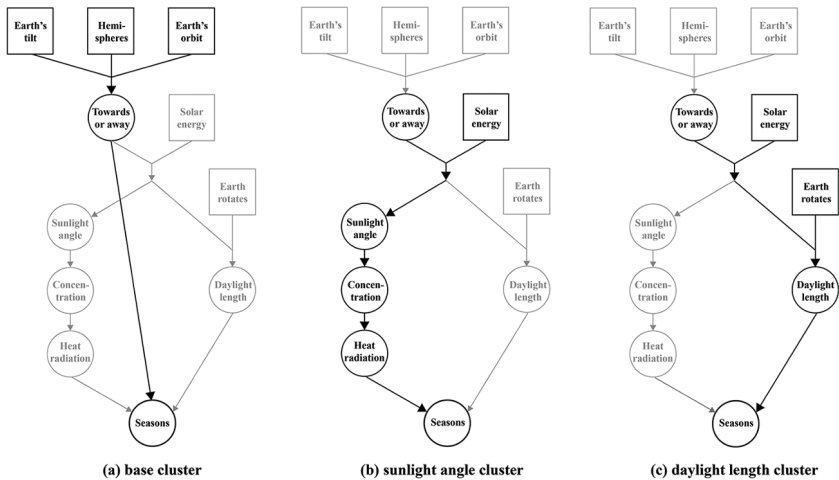 Earth's
tilt
Hemi-
spheres
Earth's
orbit
Towards
or away
Solar
energy
Earth
rotates
Sunlight
angle
Concen-
tration
Daylight
length
Heat
radiation
Seasons
(a) base cluster
Earth's
tilt
Hemi-
spheres
Earth's
orbit
Towards
or away
Solar
energy
Earth
rotates
Sunlight
angle
Concen-
tration
Daylight
length
Heat
radiation
Seasons
(b) sunlight angle cluster
Earth's
tilt
Hemi-
spheres
Earth's
orbit
Towards
or away
Solar
energy
Earth
rotates
Sunlight
angle
Concen-
tration
Daylight
length
Heat
radiation
Seasons
(c) daylight length cluster